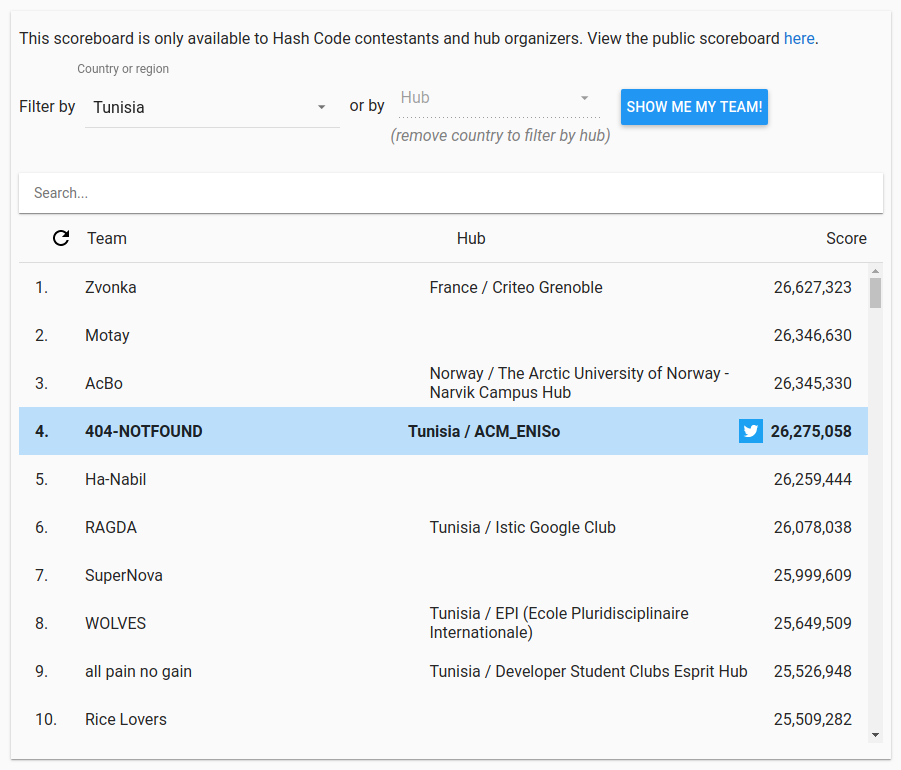 This scoreboard is only available to Hash Code contestants and hub organizers. View the public scoreboard here.
Country or region
Filter by Tunisia or by Hub SHOW ME MY TEAM!
(remove country to filter by hub)
Search...
Team Hub Score
1. Zvonka France / Criteo Grenoble 26,627,323
2. Motay 26,346,630
3. AcBo Norway / The Arctic University of Norway - 26,345,330
Narvik Campus Hub
4. 404-NOTFOUND Tunisia / ACM_ENISo 26,275,058
5. Ha-Nabil 26,259,444
6. RAGDA Tunisia / Istic Google Club 26,078,038
7. SuperNova 25,999,609
8. WOLVES Tunisia / EPI (Ecole Pluridisciplinaire 25,649,509
Internationale)
9. all pain no gain Tunisia / Developer Student Clubs Esprit Hub 25,526,948
10. Rice Lovers 25,509,282